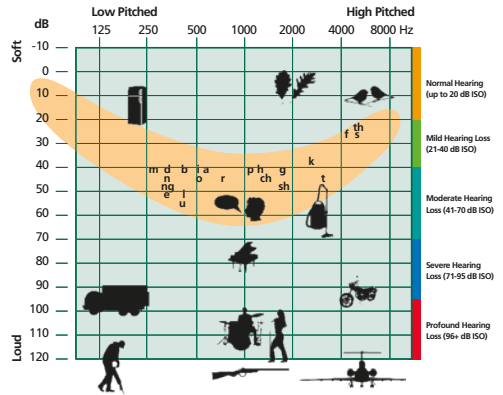 Low Pitched High Pitched
dB
125 250 500 1000 2000 4000 8000 Hz
Soft
-10
0
10
20
30
40
50
60
70
80
90
100
110
120
Loud
th
f s
k
m d b i a p h g
n o r ch t
ng sh
e l
u
Normal Hearing
(up to 20 dB ISO)
Mild Hearing Loss
(21-40 dB ISO)
Moderate Hearing
Loss (41-70 dB ISO)
Severe Hearing
Loss (71-95 dB ISO)
Profound Hearing
Loss (96+ dB ISO)